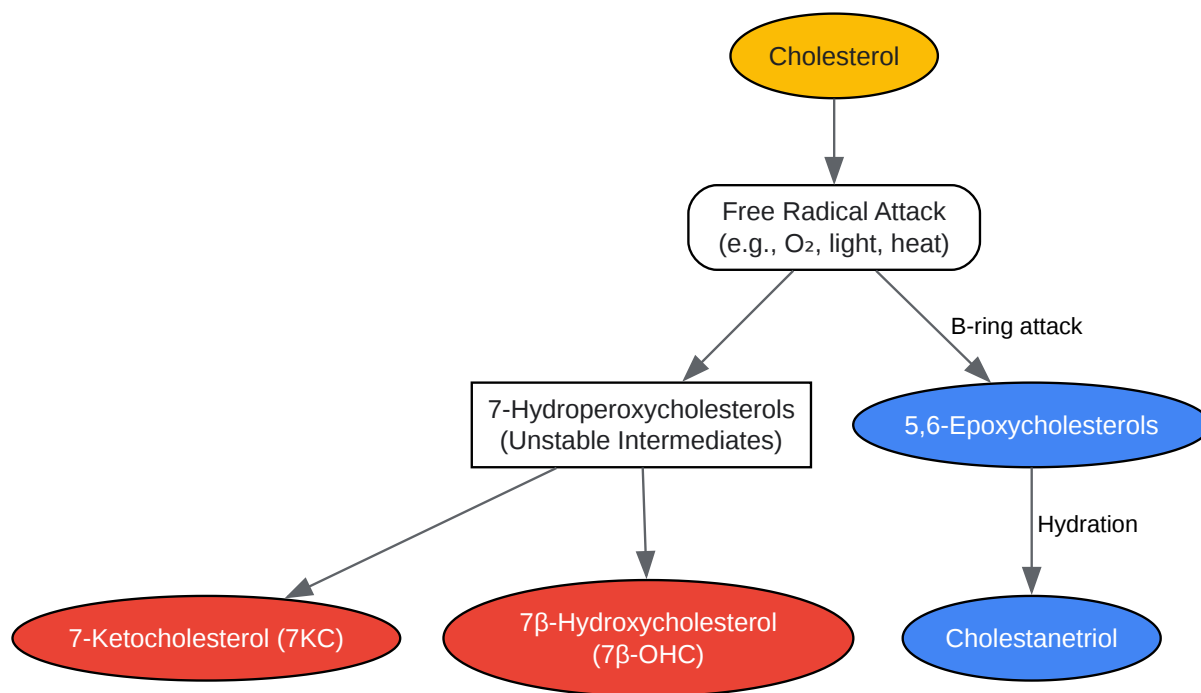 Cholesterol
Free Radical Attack
(e.g., O₂, light, heat)
B-ring attack
7-Hydroperoxycholesterols
(Unstable Intermediates)
5,6-Epoxycholesterols
Hydration
7-Ketocholesterol (7KC)
7β-Hydroxycholesterol
(7β-OHC)
Cholestanetriol